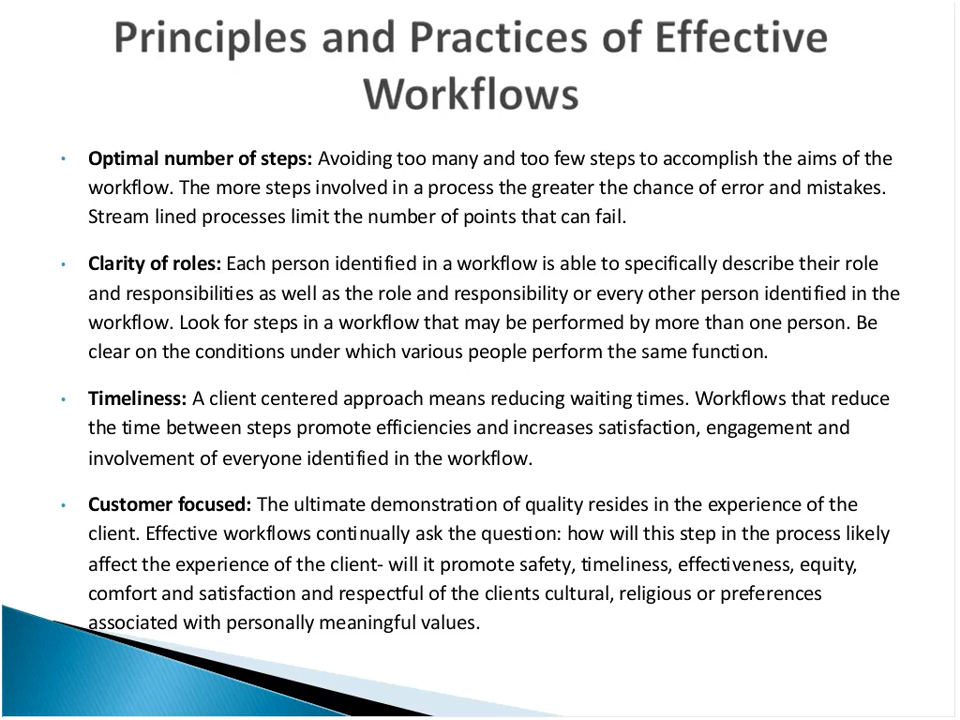 Principles and Practices of Effective
Workflows
• Optimal number of steps: Avoiding too many and too few steps to accomplish the aims of the
workflow. The more steps involved in a process the greater the chance of error and mistakes.
Stream lined processes limit the number of points that can fail.
• Clarity of roles: Each person identified in a workflow is able to specifically describe their role
and responsibilities as well as the role and responsibility or every other person identified in the
workflow. Look for steps in a workflow that may be performed by more than one person. Be
clear on the conditions under which various people perform the same function.
• Timeliness: A client centered approach means reducing waiting times. Workflows that reduce
the time between steps promote efficiencies and increases satisfaction, engagement and
involvement of everyone identified in the workflow.
• Customer focused: The ultimate demonstration of quality resides in the experience of the
client. Effective workflows continually ask the question: how will this step in the process likely
affect the experience of the client- will it promote safety, timeliness, effectiveness, equity,
comfort and satisfaction and respectful of the clients cultural, religious or preferences
associated with personally meaningful values.